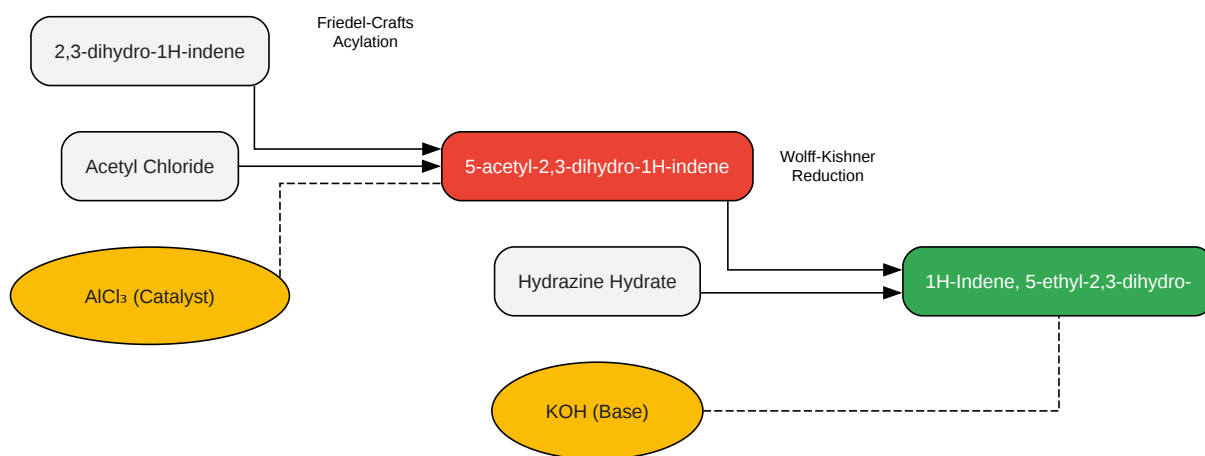 2,3-dihydro-1H-indene
Friedel-Crafts
Acylation
Acetyl Chloride
5-acetyl-2,3-dihydro-1H-indene
Wolff-Kishner
Reduction
AlCl₃ (Catalyst)
Hydrazine Hydrate
1H-Indene, 5-ethyl-2,3-dihydro-
KOH (Base)